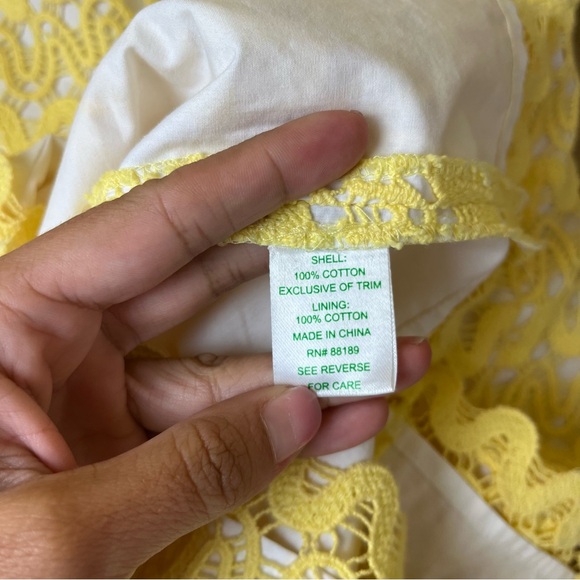 SHELL:
100% COTTON
EXCLUSIVE OF TRIM
LINING:
100% COTTON
MADE IN CHINA
RN# 88189
SEE REVERSE
FOR CARE